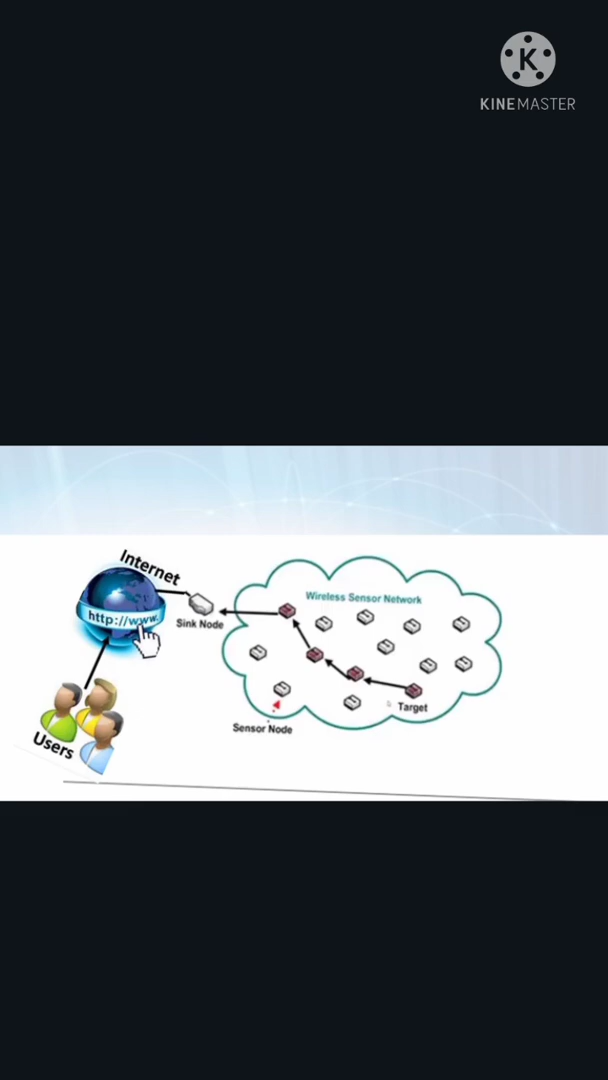 KINEMASTER
Internet
http://www.
Sink Node
Wireless Sensor Network
Target
Sensor Node
Users